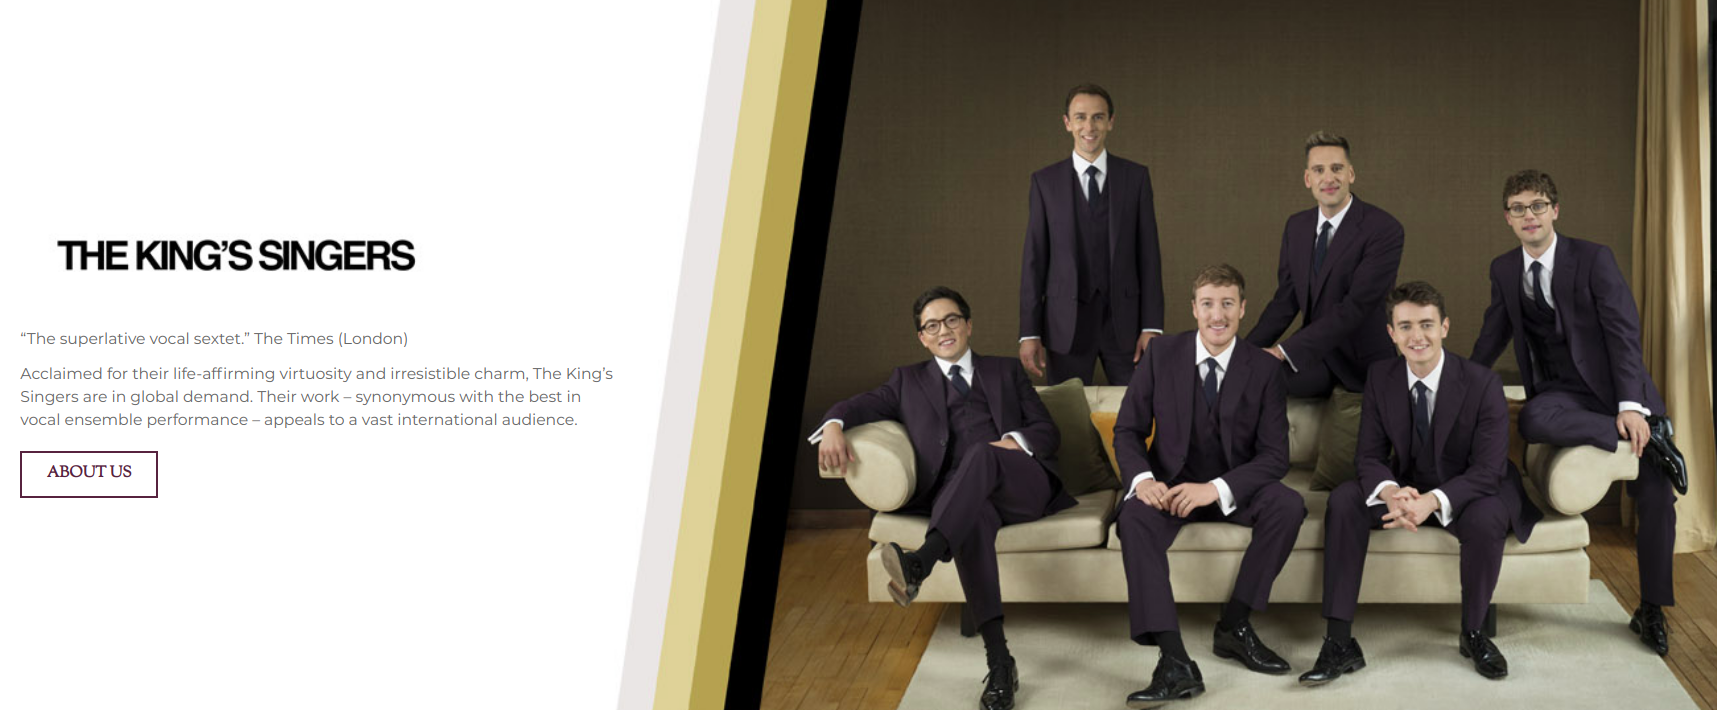 THE KING’S SINGERS
“The superlative vocal sextet.” The Times (London)
Acclaimed for their life-affirming virtuosity and irresistible charm, The King’s
Singers are in global demand. Their work – synonymous with the best in
vocal ensemble performance – appeals to a vast international audience.
ABOUT US